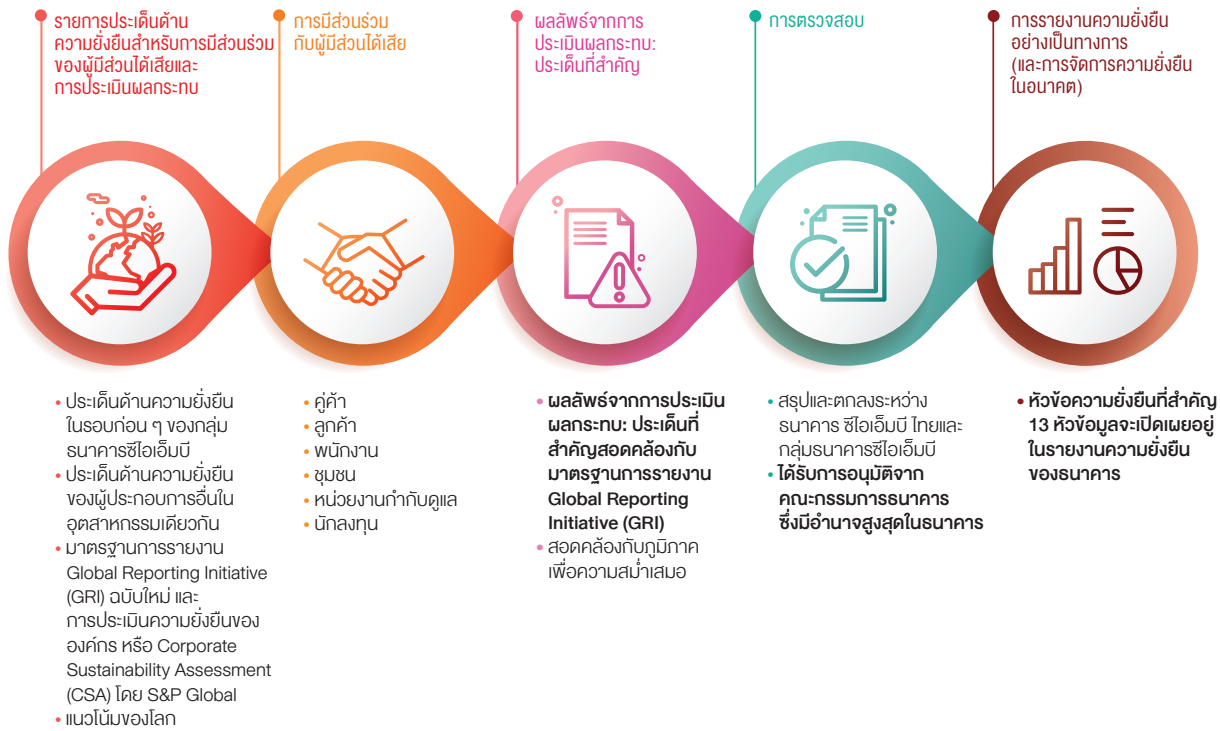 รายการประเด็นด้าน
ความยั่งยืนสำหรับการมีส่วนร่วม
ของผู้มีส่วนได้เสียและ
การประเมินผลกระทบ
การมีส่วนร่วม
กับผู้มีส่วนได้เสีย
ผลลัพธ์จากการ
ประเมินผลกระทบ:
ประเด็นที่สำคัญ
การตรวจสอบ
การรายงานความยั่งยืน
อย่างเป็นทางการ
(และการจัดการความยั่งยืน
ในอนาคต)
• ประเด็นด้านความยั่งยืน
ในรอบก่อน ๆ ของกลุ่ม
ธนาคารซีไอเอ็มบี
• ประเด็นด้านความยั่งยืน
ของผู้ประกอบการอื่นใน
อุตสาหกรรมเดียวกัน
• มาตรฐานการรายงาน
Global Reporting Initiative
(GRI) ฉบับใหม่ และ
การประเมินความยั่งยืนของ
องค์กร หรือ Corporate
Sustainability Assessment
(CSA) โดย S&P Global
• แนวโน้มของโลก
• คู่ค้า
• ลูกค้า
• พนักงาน
• ชุมชน
• หน่วยงานกำกับดูแล
• นักลงทุน
• ผลลัพธ์จากการประเมิน
ผลกระทบ: ประเด็นที่
สำคัญสอดคล้องกับ
มาตรฐานการรายงาน
Global Reporting
Initiative (GRI)
• สอดคล้องกับภูมิภาค
เพื่อความสม่ำเสมอ
• สรุปและตกลงระหว่าง
ธนาคาร ซีไอเอ็มบี ไทยและ
กลุ่มธนาคารซีไอเอ็มบี
• ได้รับการอนุมัติจาก
คณะกรรมการธนาคาร
ซึ่งมีอำนาจสูงสุดในธนาคาร
• หัวข้อความยั่งยืนที่สำคัญ
13 หัวข้อมูลจะเปิดเผยอยู่
ในรายงานความยั่งยืน
ของธนาคาร